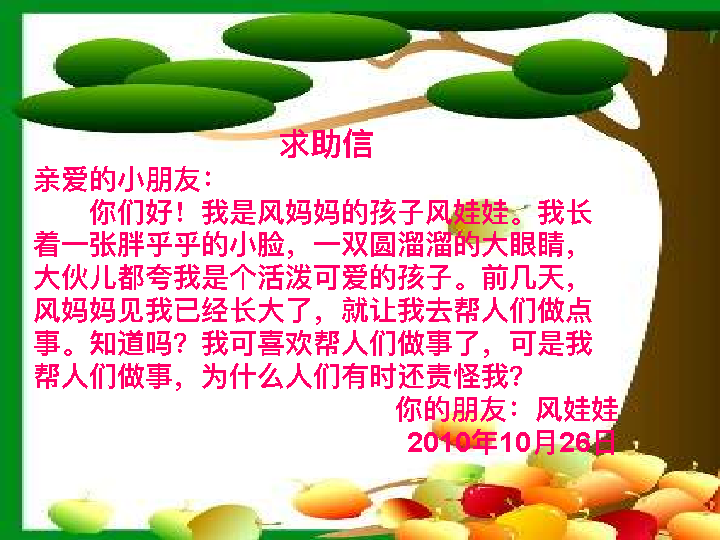 求助信
亲爱的小朋友：
你们好！我是风妈妈的孩子风娃娃。我长
着一张胖乎乎的小脸，一双圆溜溜的大眼睛，
大伙儿都夸我是个活泼可爱的孩子。前几天，
风妈妈见我已经长大了，就让我去帮人们做点
事。知道吗？我可喜欢帮人们做事了，可是我
帮人们做事，为什么人们有时还责怪我？
你的朋友：风娃娃
2010年10月26日